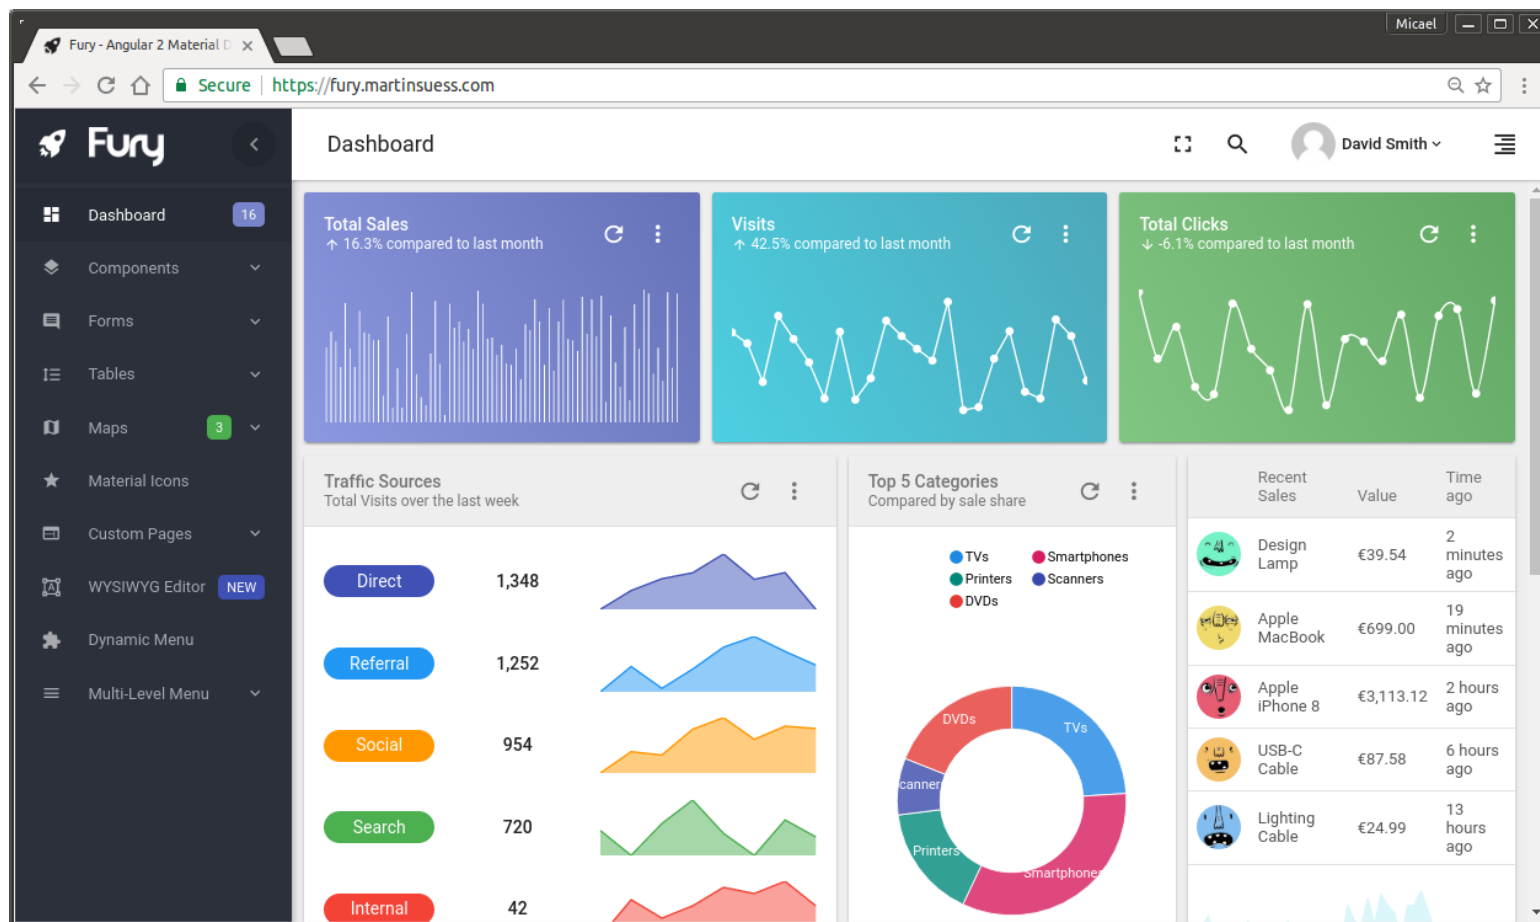 Micael
Fury - Angular 2 Material D
Secure
https://fury.martinsuess.com
Fury
Dashboard 16
Components
Forms
Tables
Maps 3
Material Icons
Custom Pages
WYSIWYG Editor NEW
Dynamic Menu
Multi-Level Menu
Dashboard
David Smith
Total Sales
16.3% compared to last month
Visits
42.5% compared to last month
Total Clicks
-6.1% compared to last month
Traffic Sources
Total Visits over the last week
Direct 1,348
Referral 1,252
Social 954
Search 720
Internal 42
Top 5 Categories
Compared by sale share
TVs Smartphones
Printers Scanners
DVDs
DVDs
TVs
canner
Printers
Smartphones
Recent
Sales
Value
Time
ago
Design
Lamp
€39.54
2
minutes
ago
Apple
MacBook
€699.00
19
minutes
ago
Apple
iPhone 8
€3,113.12
2 hours
ago
USB-C
Cable
€87.58
6 hours
ago
Lighting
Cable
€24.99
13
hours
ago